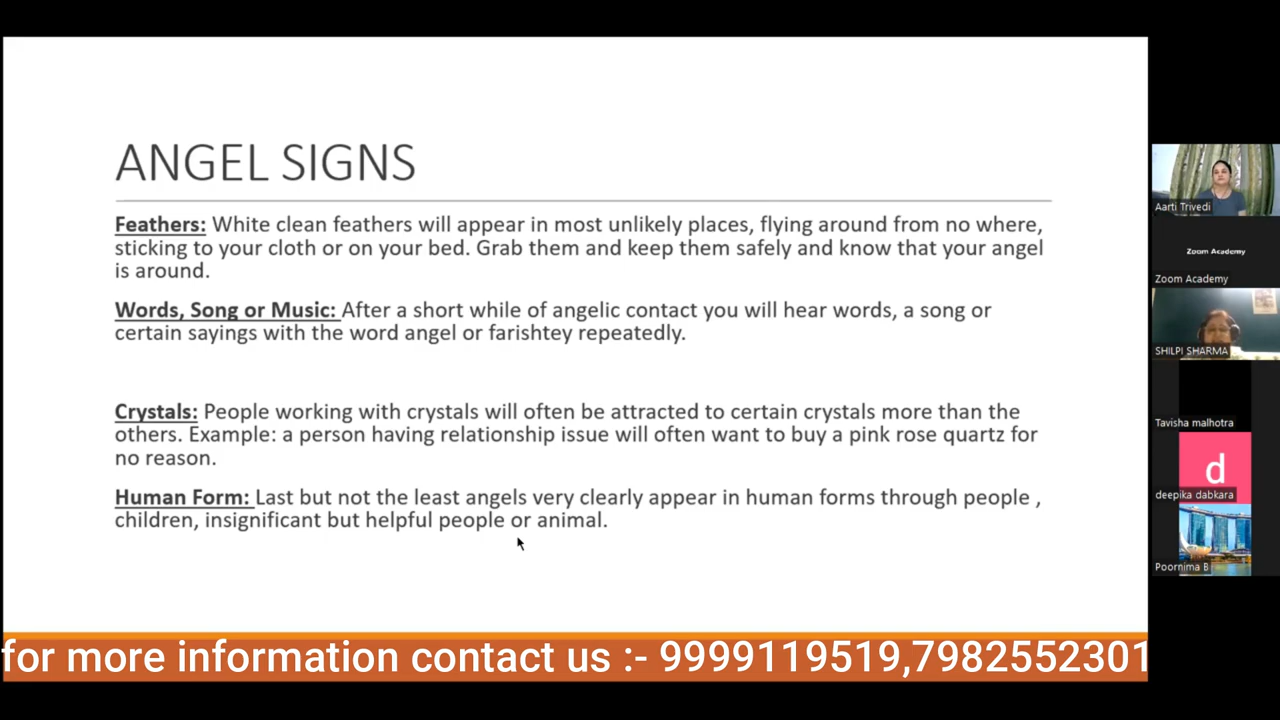 ANGEL SIGNS
Feathers: White clean feathers will appear in most unlikely places, flying around from no where,
sticking to your cloth or on your bed. Grab them and keep them safely and know that your angel
is around.
Words, Song or Music: After a short while of angelic contact you will hear words, a song or
certain sayings with the word angel or farishtey repeatedly.
Crystals: People working with crystals will often be attracted to certain crystals more than the
others. Example: a person having relationship issue will often want to buy a pink rose quartz for
no reason.
Human Form: Last but not the least angels very clearly appear in human forms through people ,
children, insignificant but helpful people or animal.
for more information contact us :- 9999119519,7982552301
Aarti Trivedi
Zoom Academy
Zoom Academy
SHILPI SHARMA
Tavisha malhotra
d
deepika dabkara
Poornima B